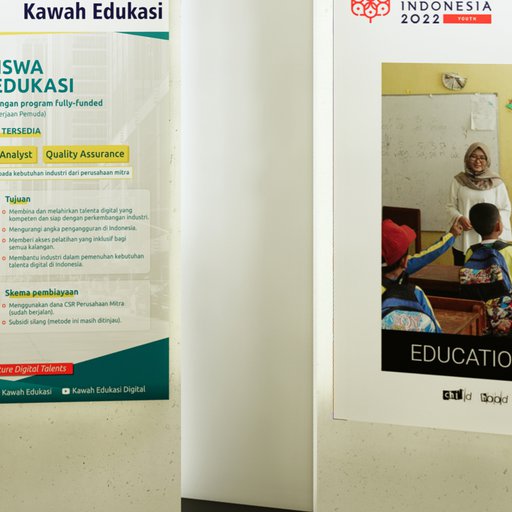 Kawah Edukasi
ISWA
EDUKASI
ngan program fully-funded
erjaan Pemuda)
TERSEDIA
Analyst
Quality Assurance
pada kebutuhan industri dari perusahaan mitra
Tujuan
Membina dan melahirkan talenta digital yang
kompeten dan siap dengan perkembangan industri.
Mengurangi angka pengangguran di Indonesia.
Memberi akses pelatihan yang inklusif bagi
semua kalangan.
Membantu industri dalam pemenuhan kebutuhan
talenta digital di Indonesia.
Skema pembiayaan
Menggunakan dana CSR Perusahaan Mitra
(sudah berjalan).
Subsidi silang (metode ini masih ditinjau).
ture Digital Talents
Kawah Edukasi
Kawah Edukasi Digital
INDONESIA
2022
YOUTH
EDUCATIO